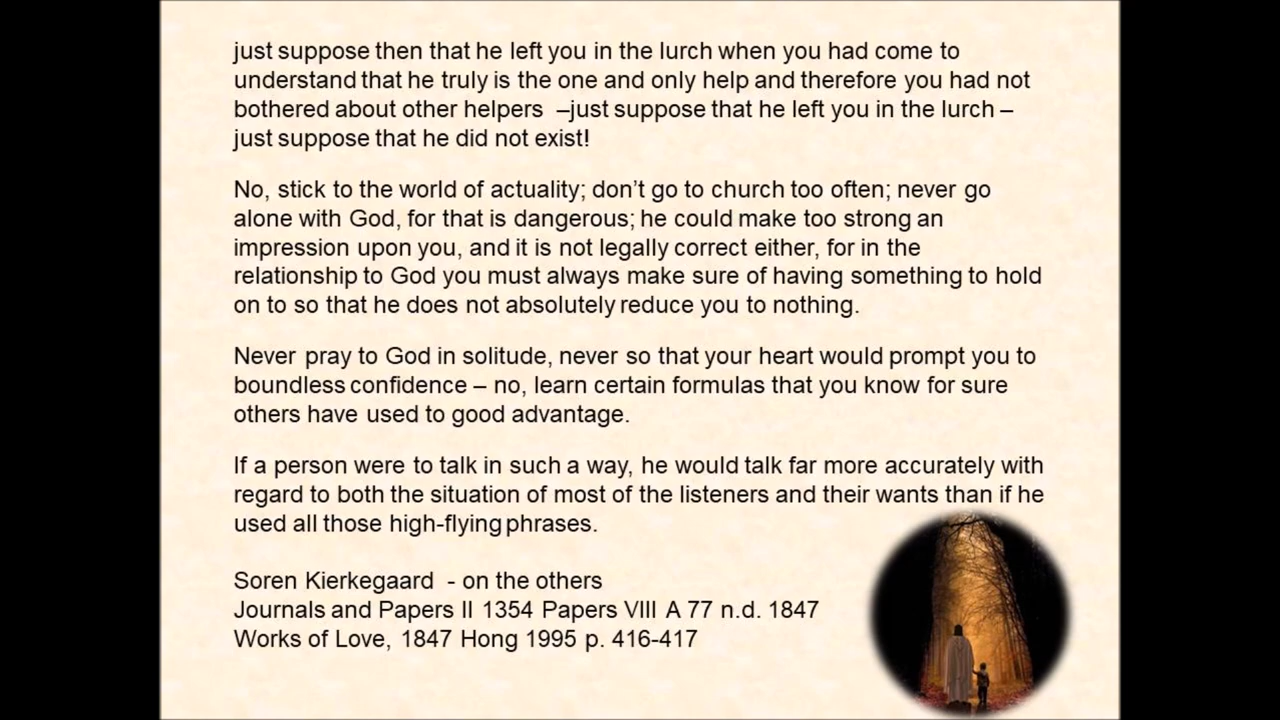 just suppose then that he left you in the lurch when you had come to
understand that he truly is the one and only help and therefore you had not
bothered about other helpers  –just suppose that he left you in the lurch –
just suppose that he did not exist!
No, stick to the world of actuality; don’t go to church too often; never go
alone with God, for that is dangerous; he could make too strong an
impression upon you, and it is not legally correct either, for in the
relationship to God you must always make sure of having something to hold
on to so that he does not absolutely reduce you to nothing.
Never pray to God in solitude, never so that your heart would prompt you to
boundless confidence – no, learn certain formulas that you know for sure
others have used to good advantage.
If a person were to talk in such a way, he would talk far more accurately with
regard to both the situation of most of the listeners and their wants than if he
used all those high-flying phrases.
Soren Kierkegaard  - on the others
Journals and Papers II 1354 Papers VIII A 77 n.d. 1847
Works of Love, 1847 Hong 1995 p. 416-417